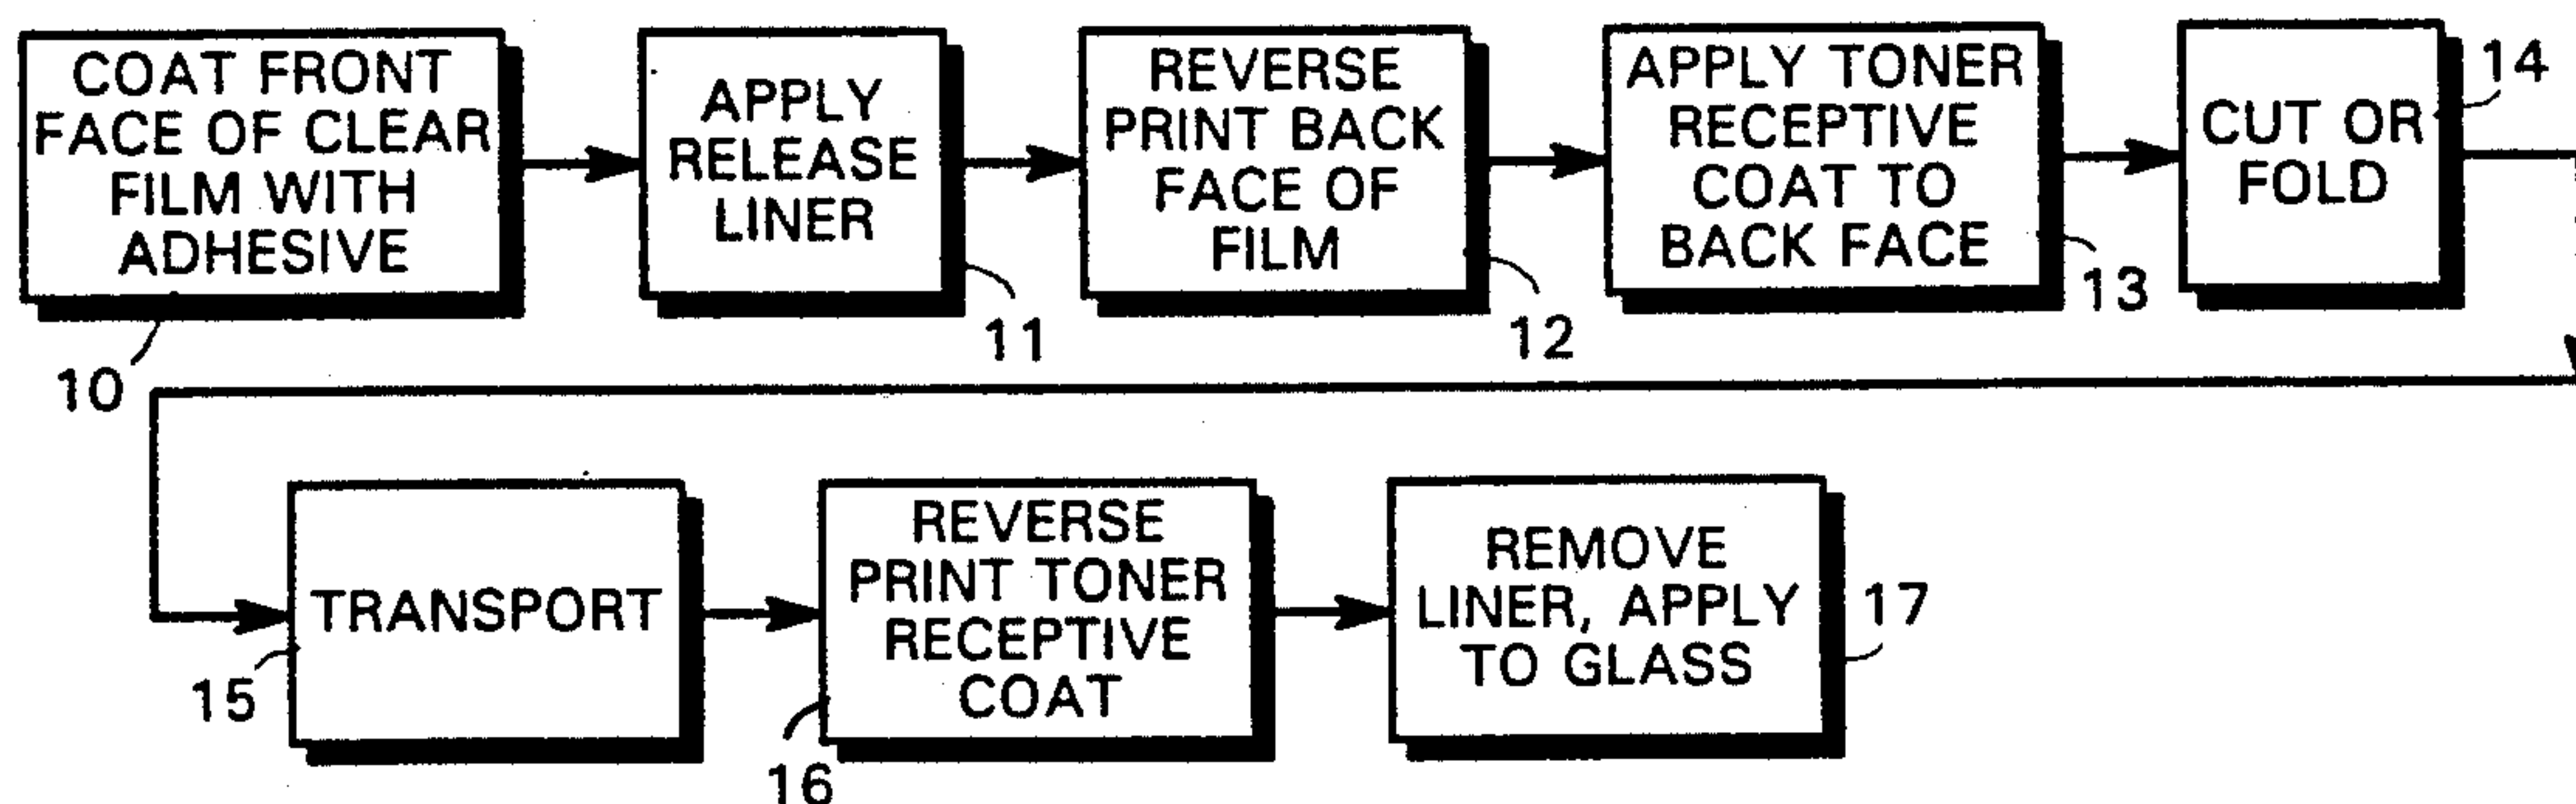 COAT FRONT
FACE OF CLEAR
FILM WITH
ADHESIVE
10
APPLY
RELEASE
LINER
11
REVERSE
PRINT BACK
FACE OF
FILM
12
APPLY TONER
RECEPTIVE
COAT TO
BACK FACE
13
CUT OR
FOLD
14
TRANSPORT
15
REVERSE
PRINT TONER
RECEPTIVE
COAT
16
REMOVE
LINER, APPLY
TO GLASS
17